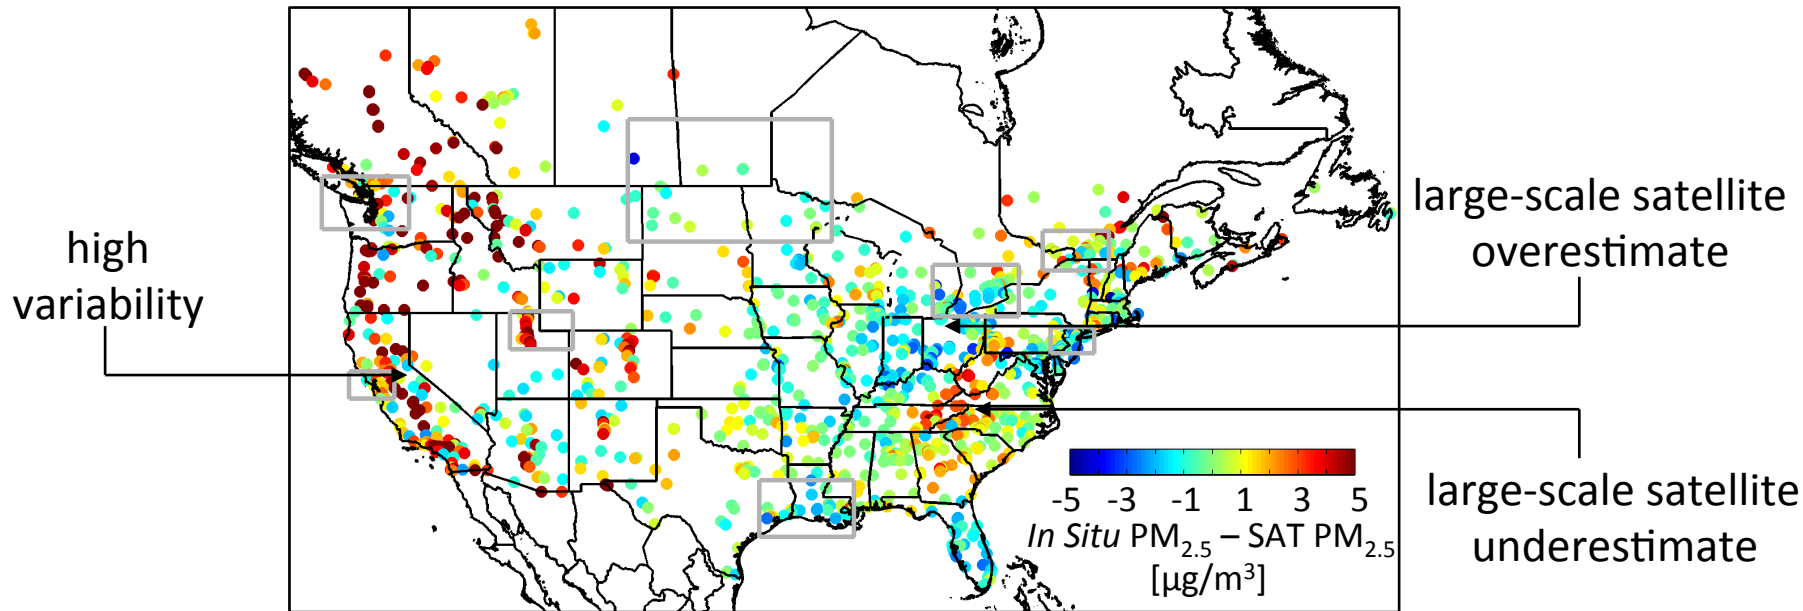 high
variability
large-scale satellite
overestimate
large-scale satellite
underestimate
-5 -3 -1 1 3 5
In Situ PM2.5 – SAT PM2.5
[μg/m³]